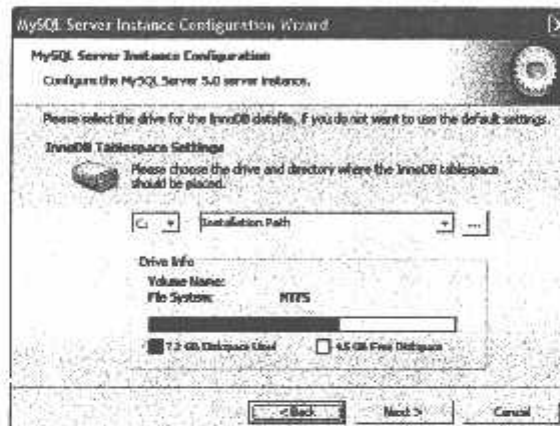 MySQL Server Instance Configuration Wizard
MySQL Server Instance Configuration
Configure the MySQL Server 5.0 server instance.
Please select the drive for the InnoDB datafile, if you do not want to use the default settings.
InnoDB Tablespace Settings
Please choose the drive and directory where the InnoDB tablespace
should be placed.
C: Installation Path ...
Drive Info
Volume Name:
File System: NTFS
7.2 GB Diskspace Used 4.5 GB Free Diskspace
< Back Next > Cancel